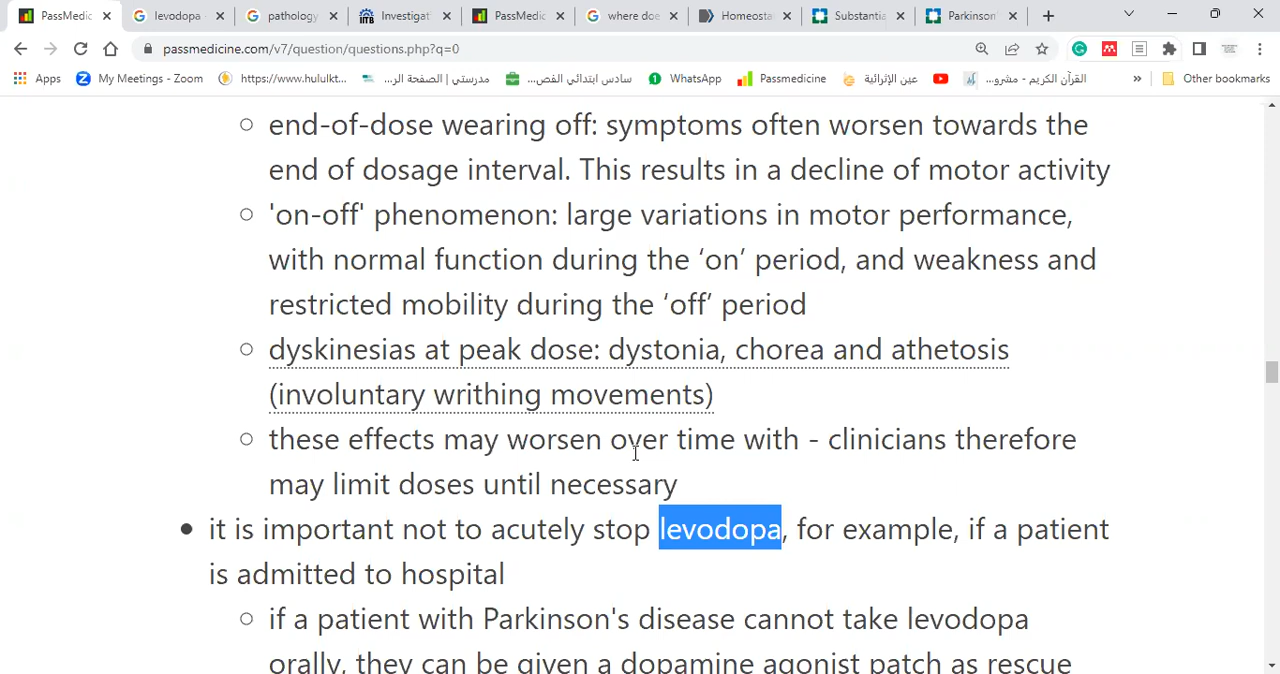 PassMedic
levodopa
pathology
Investigat
PassMedic
where doe
Homeostat
Substantia
Parkinson'
passmedicine.com/v7/question/questions.php?q=0
Apps
My Meetings - Zoom
https://www.hululkt...
مدرستي | الصفحة الر...
سادس ابتدائي الفص...
WhatsApp
Passmedicine
عين الإثرائية
القرآن الكريم - مشرو...
»
Other bookmarks
end-of-dose wearing off: symptoms often worsen towards the
end of dosage interval. This results in a decline of motor activity
'on-off' phenomenon: large variations in motor performance,
with normal function during the ‘on’ period, and weakness and
restricted mobility during the ‘off’ period
dyskinesias at peak dose: dystonia, chorea and athetosis
(involuntary writhing movements)
these effects may worsen over time with - clinicians therefore
may limit doses until necessary
it is important not to acutely stop levodopa, for example, if a patient
is admitted to hospital
if a patient with Parkinson's disease cannot take levodopa
orally, they can be given a dopamine agonist patch as rescue